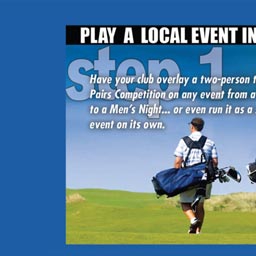 PLAY A LOCAL EVENT IN
step 1
Have your club overlay a two-person
Pairs Competition on any event from a
to a Men's Night... or even run it as a
event on its own.